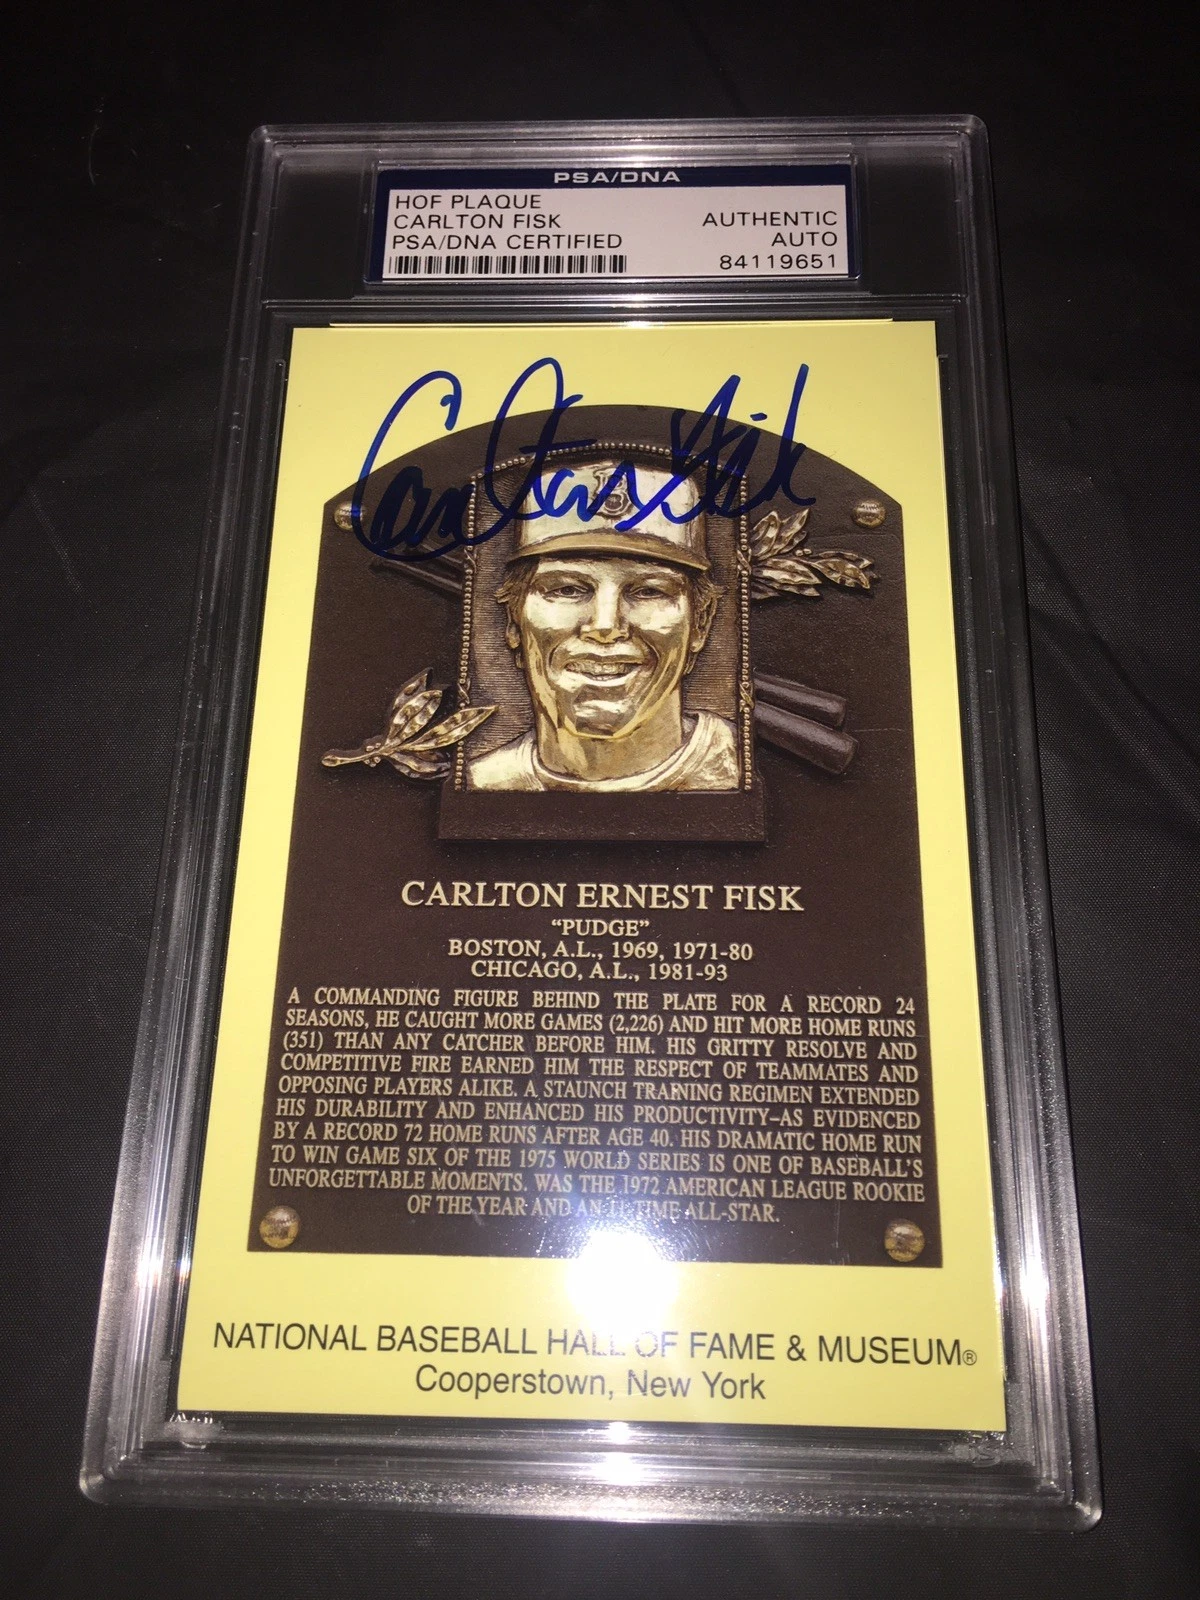 PSA/DNA
HOF PLAQUE
CARLTON FISK
PSA/DNA CERTIFIED
AUTHENTIC
AUTO
84119651
Carlton Fisk
B
CARLTON ERNEST FISK
“PUDGE”
BOSTON, A.L., 1969, 1971-80
CHICAGO, A.L., 1981-93
A COMMANDING FIGURE BEHIND THE PLATE FOR A RECORD 24
SEASONS, HE CAUGHT MORE GAMES (2,226) AND HIT MORE HOME RUNS
(351) THAN ANY CATCHER BEFORE HIM. HIS GRITTY RESOLVE AND
COMPETITIVE FIRE EARNED HIM THE RESPECT OF TEAMMATES AND
OPPOSING PLAYERS ALIKE. A STAUNCH TRAINING REGIMEN EXTENDED
HIS DURABILITY AND ENHANCED HIS PRODUCTIVITY–AS EVIDENCED
BY A RECORD 72 HOME RUNS AFTER AGE 40. HIS DRAMATIC HOME RUN
TO WIN GAME SIX OF THE 1975 WORLD SERIES IS ONE OF BASEBALL’S
UNFORGETTABLE MOMENTS. WAS THE 1972 AMERICAN LEAGUE ROOKIE
OF THE YEAR AND AN 11-TIME ALL-STAR.
NATIONAL BASEBALL HALL OF FAME & MUSEUM®
Cooperstown, New York